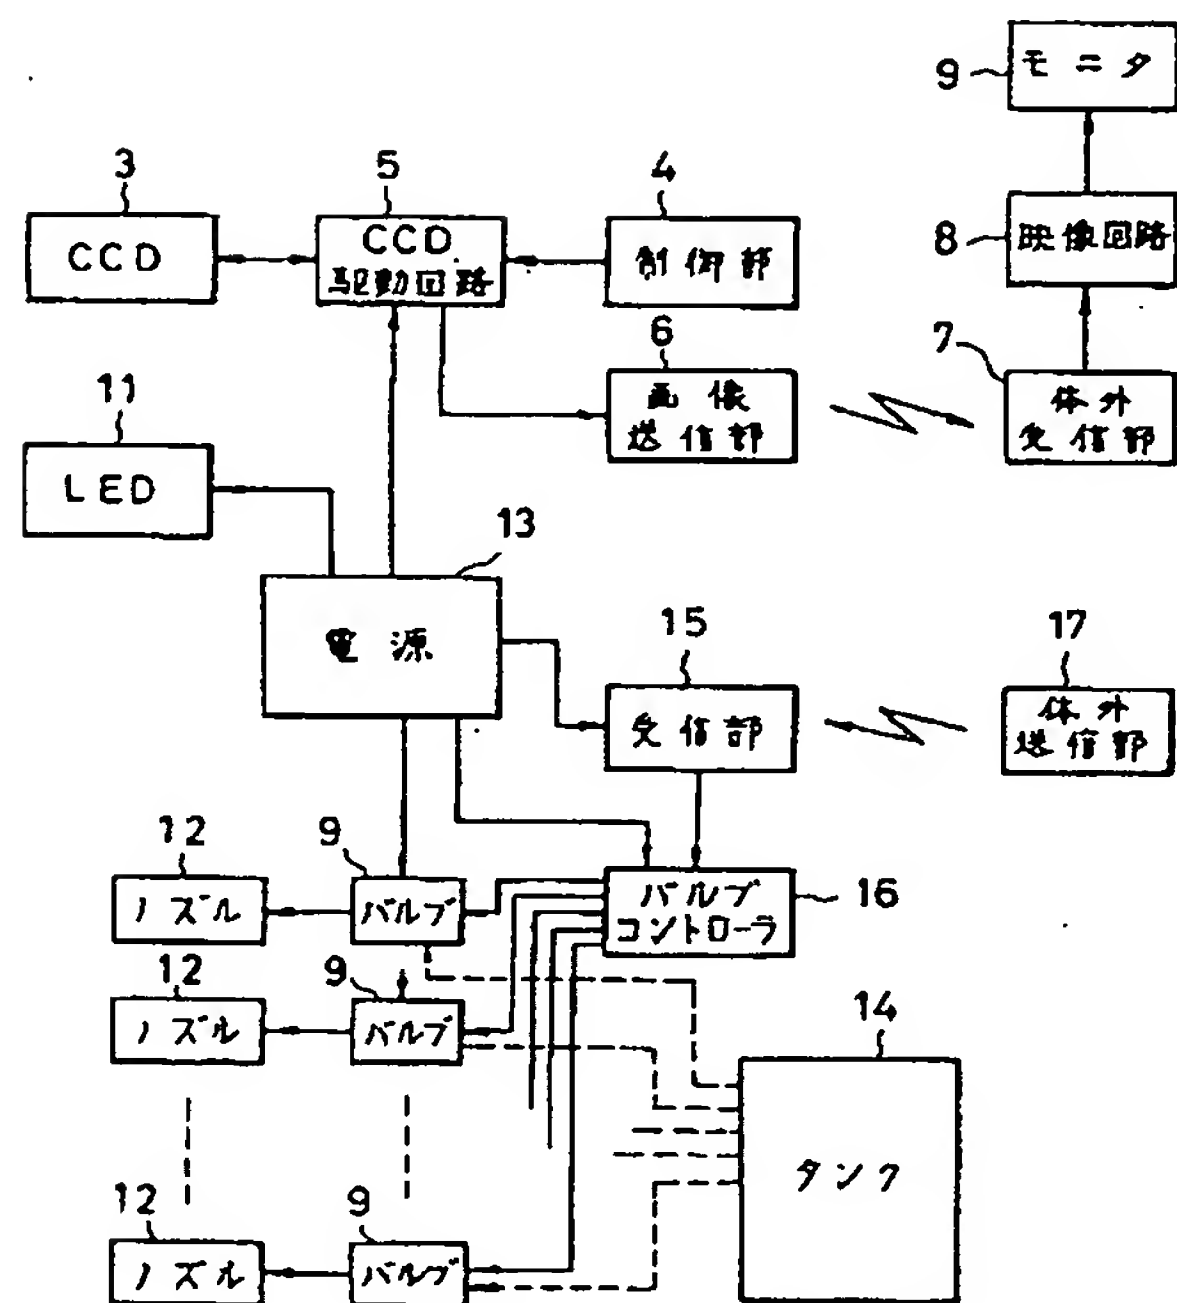 9
モニタ
3
5
4
CCD
CCD
駆動回路
制御部
8
映像回路
6
画像
送信部
7
体外
受信部
11
LED
13
電源
15
受信部
17
体外
送信部
12
9
ノズル
バルブ
バルブ
コントローラ
16
12
9
ノズル
バルブ
14
タンク
12
9
ノズル
バルブ